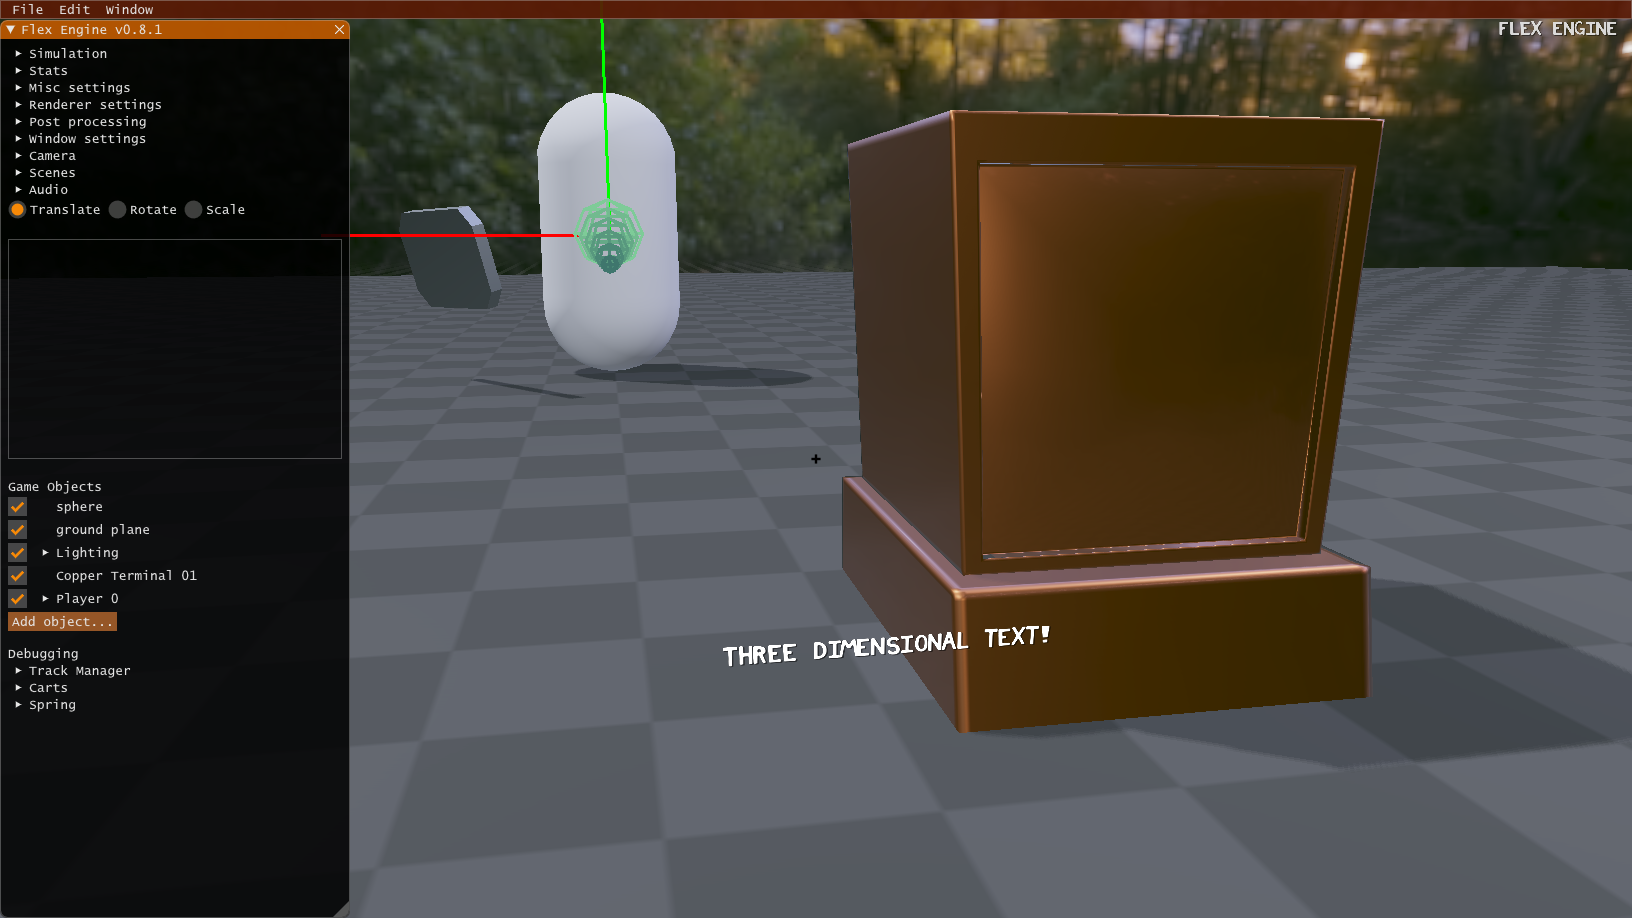 File Edit Window
Flex Engine v0.8.1
FLEX ENGINE
Simulation
Stats
Misc settings
Renderer settings
Post processing
Window settings
Camera
Scenes
Audio
Translate Rotate Scale
Game Objects
sphere
ground plane
Lighting
Copper Terminal 01
Player 0
Add object...
THREE DIMENSIONAL TEXT!
Debugging
Track Manager
Carts
Spring